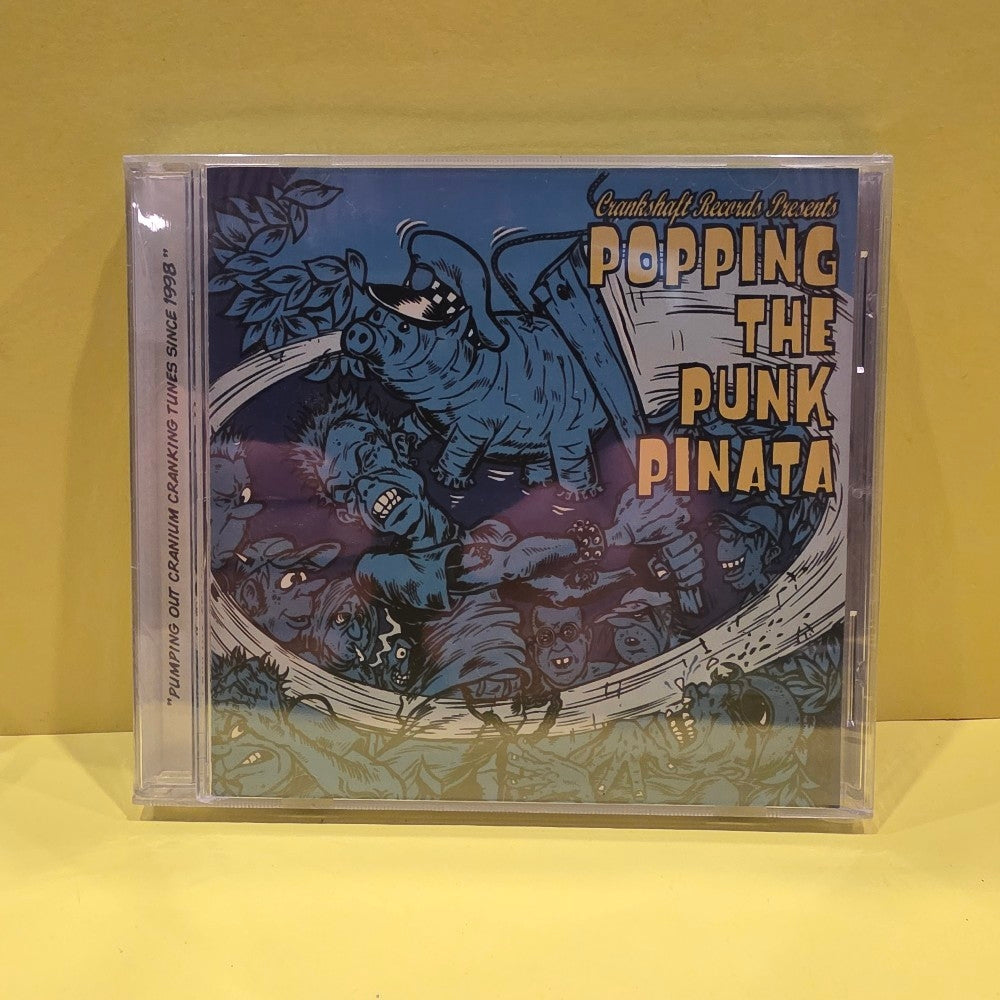 "PUMPING OUT CRANIUM CRANKING TUNES SINCE 1998"
Crankshaft Records Presents
POPPING
THE
PUNK
PINATA